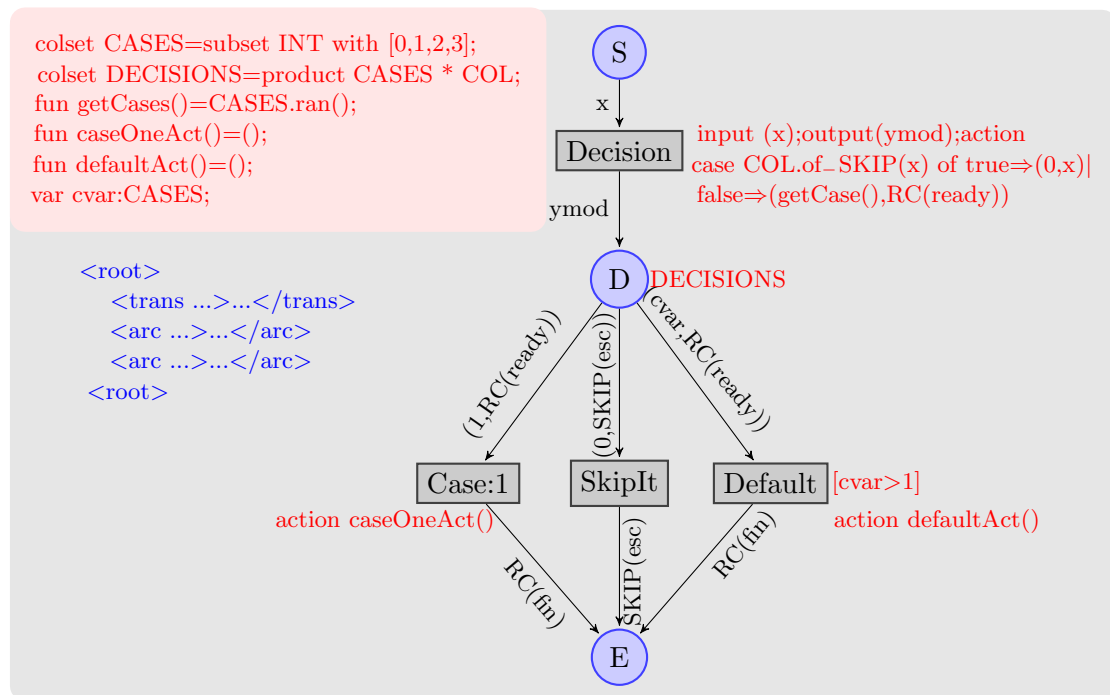 colset CASES=subset INT with [0,1,2,3];
colset DECISIONS=product CASES * COL;
fun getCases()=CASES.ran();
fun caseOneAct()=();
fun defaultAct()=();
var cvar:CASES;
S
x
Decision
input (x);output(ymod);action
case COL.of_SKIP(x) of true⇒(0,x)|
false⇒(getCase(),RC(ready))
ymod
D
DECISIONS
<root>
<trans ...>...</trans>
<arc ...>...</arc>
<arc ...>...</arc>
<root>
(1,RC(ready))
(0,SKIP(esc))
(cvar,RC(ready))
Case:1
SkipIt
Default
[cvar>1]
action caseOneAct()
action defaultAct()
RC(fin)
SKIP(esc)
RC(fin)
E